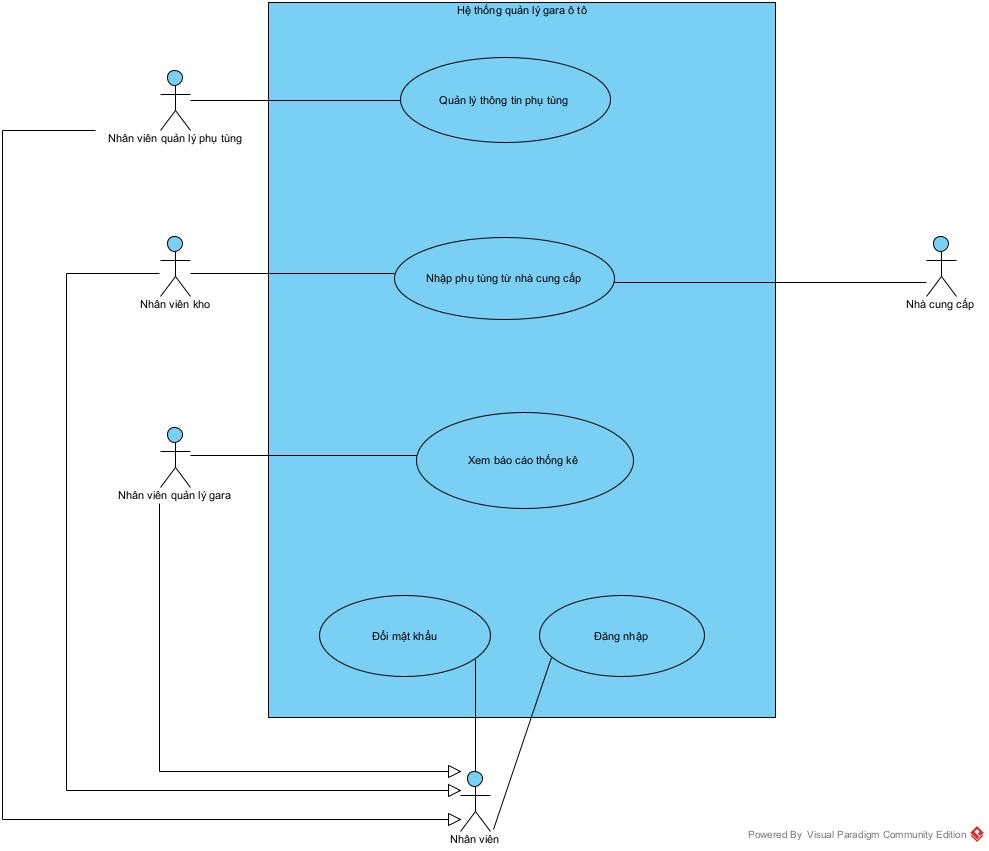 Hệ thống quản lý gara ô tô
Quản lý thông tin phụ tùng
Nhân viên quản lý phụ tùng
Nhập phụ tùng từ nhà cung cấp
Nhân viên kho
Nhà cung cấp
Xem báo cáo thống kê
Nhân viên quản lý gara
Đổi mật khẩu
Đăng nhập
Nhân viên
Powered By Visual Paradigm Community Edition